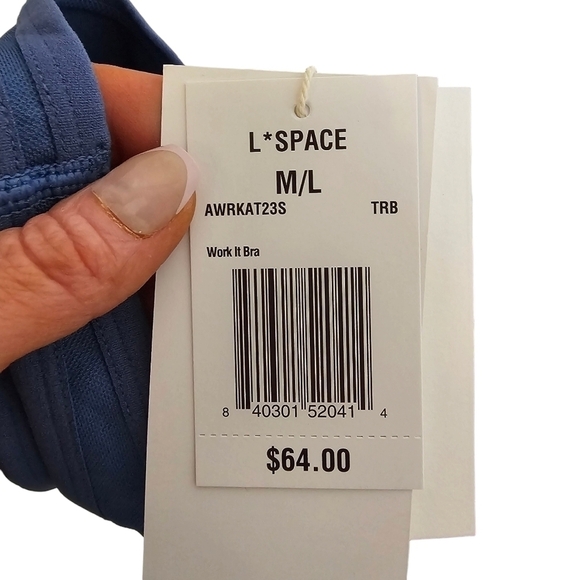 L*SPACE
M/L
AWRKAT23S TRB
Work It Bra
8 40301 52041 4
$64.00